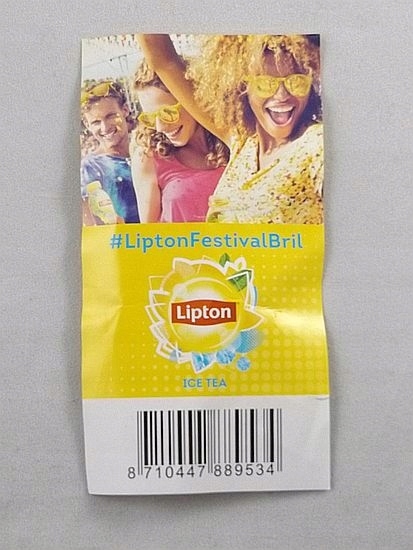 #LiptonFestivalBril
Lipton
ICE TEA
8 710447 889534